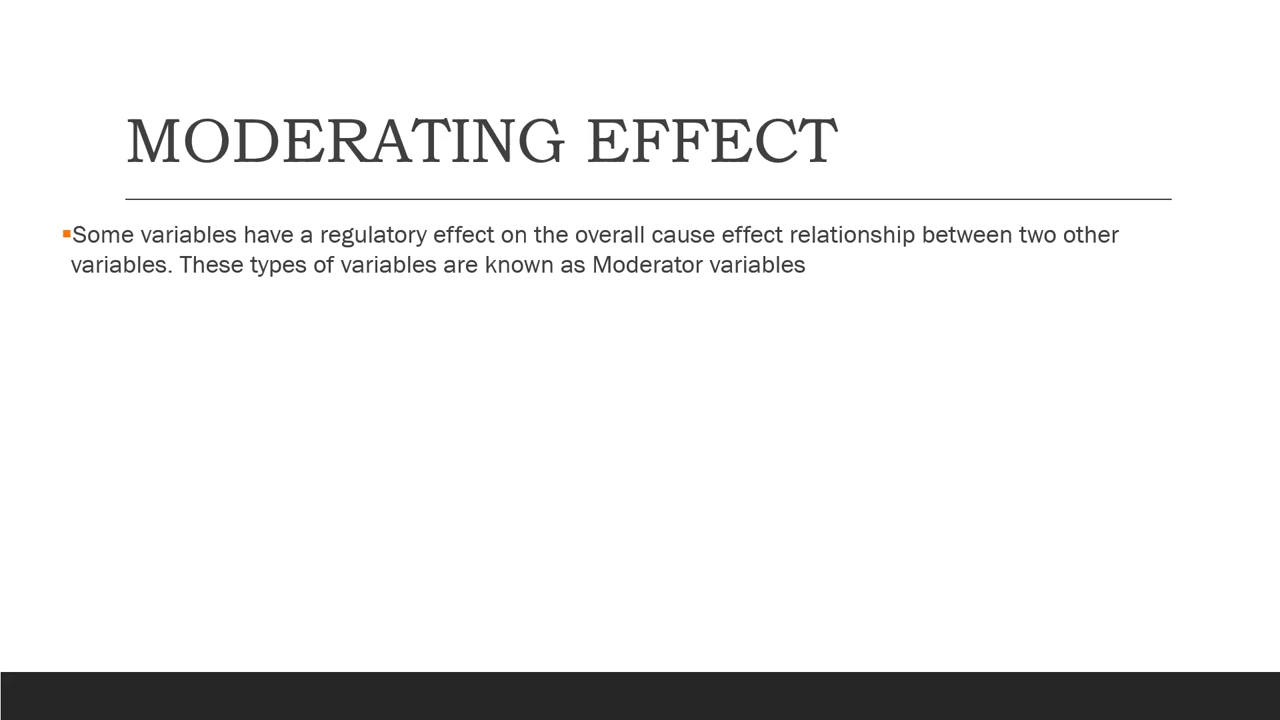 MODERATING EFFECT
▪Some variables have a regulatory effect on the overall cause effect relationship between two other
variables. These types of variables are known as Moderator variables